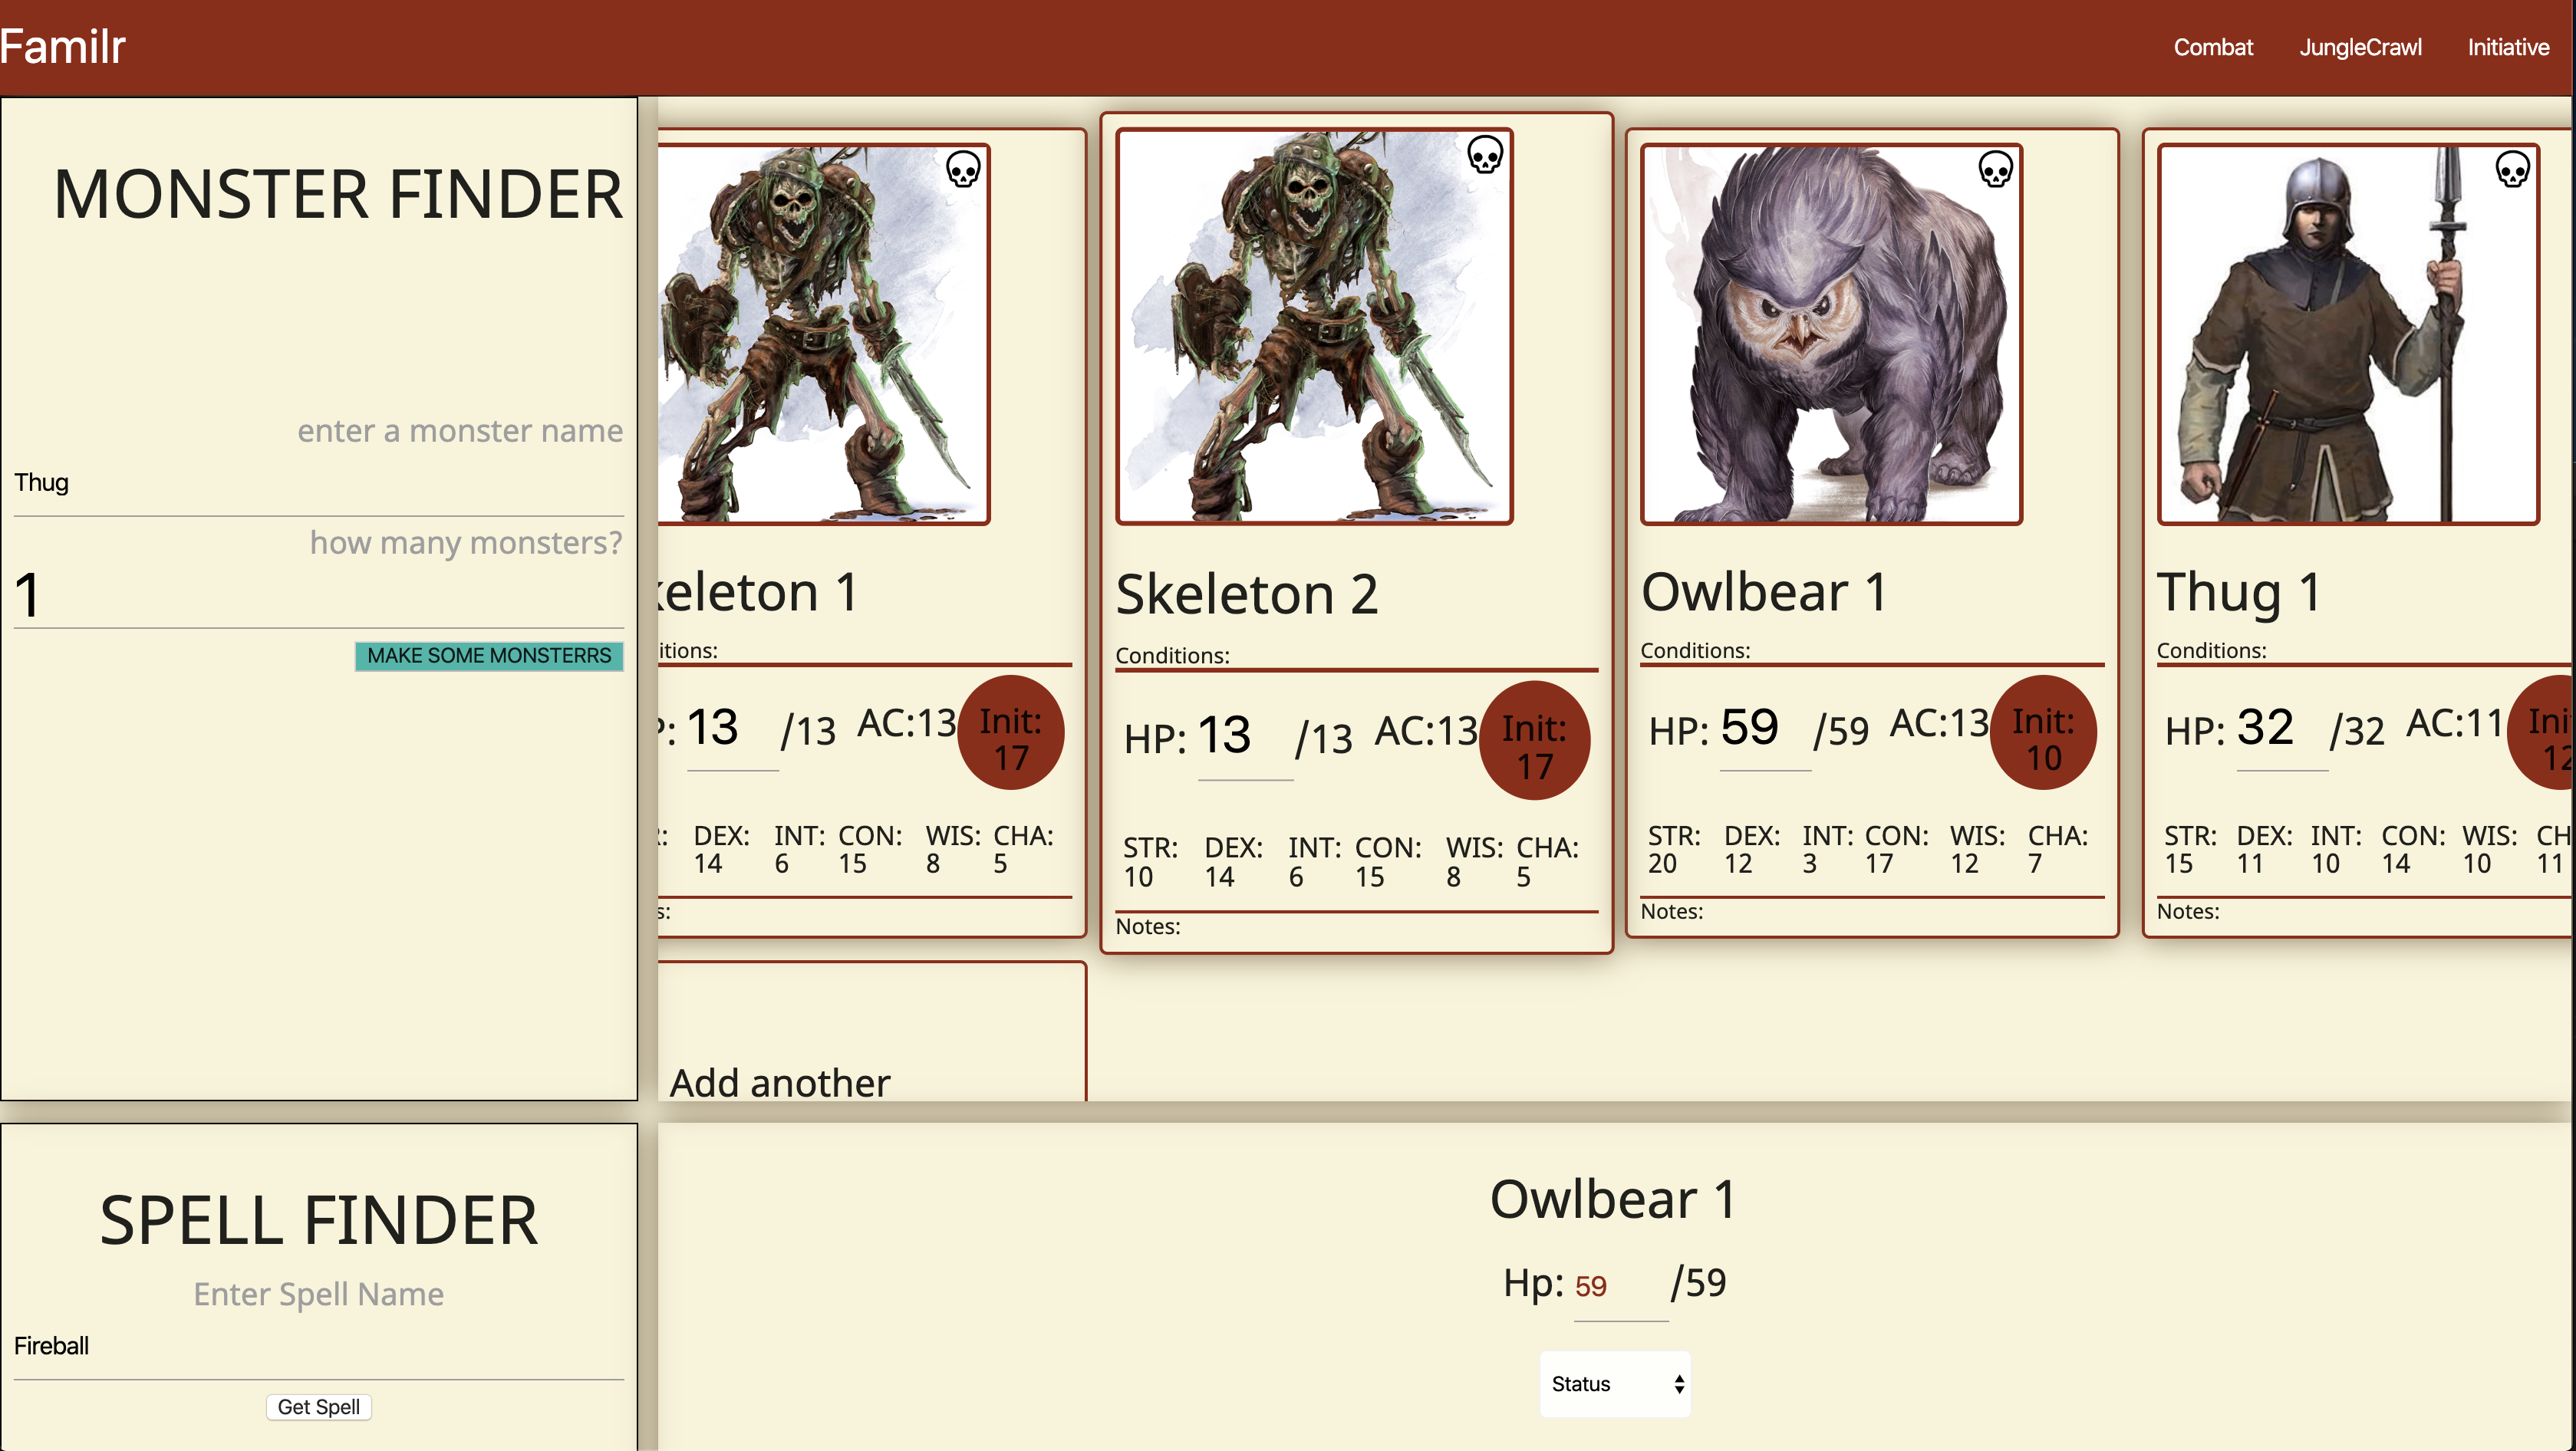 Familr
Combat JungleCrawl Initiative
MONSTER FINDER
enter a monster name
Thug
how many monsters?
1
MAKE SOME MONSTERRS
keleton 1
itions:
13 /13 AC:13 Init: 17
DEX: 14 INT: 6 CON: 15 WIS: 8 CHA: 5
s:
Skeleton 2
Conditions:
HP: 13 /13 AC:13 Init: 17
STR: 10 DEX: 14 INT: 6 CON: 15 WIS: 8 CHA: 5
Notes:
Owlbear 1
Conditions:
HP: 59 /59 AC:13 Init: 10
STR: 20 DEX: 12 INT: 3 CON: 17 WIS: 12 CHA: 7
Notes:
Thug 1
Conditions:
HP: 32 /32 AC:11 Ini 12
STR: 15 DEX: 11 INT: 10 CON: 14 WIS: 10 CH 11
Notes:
Add another
SPELL FINDER
Enter Spell Name
Fireball
Get Spell
Owlbear 1
Hp: 59 /59
Status